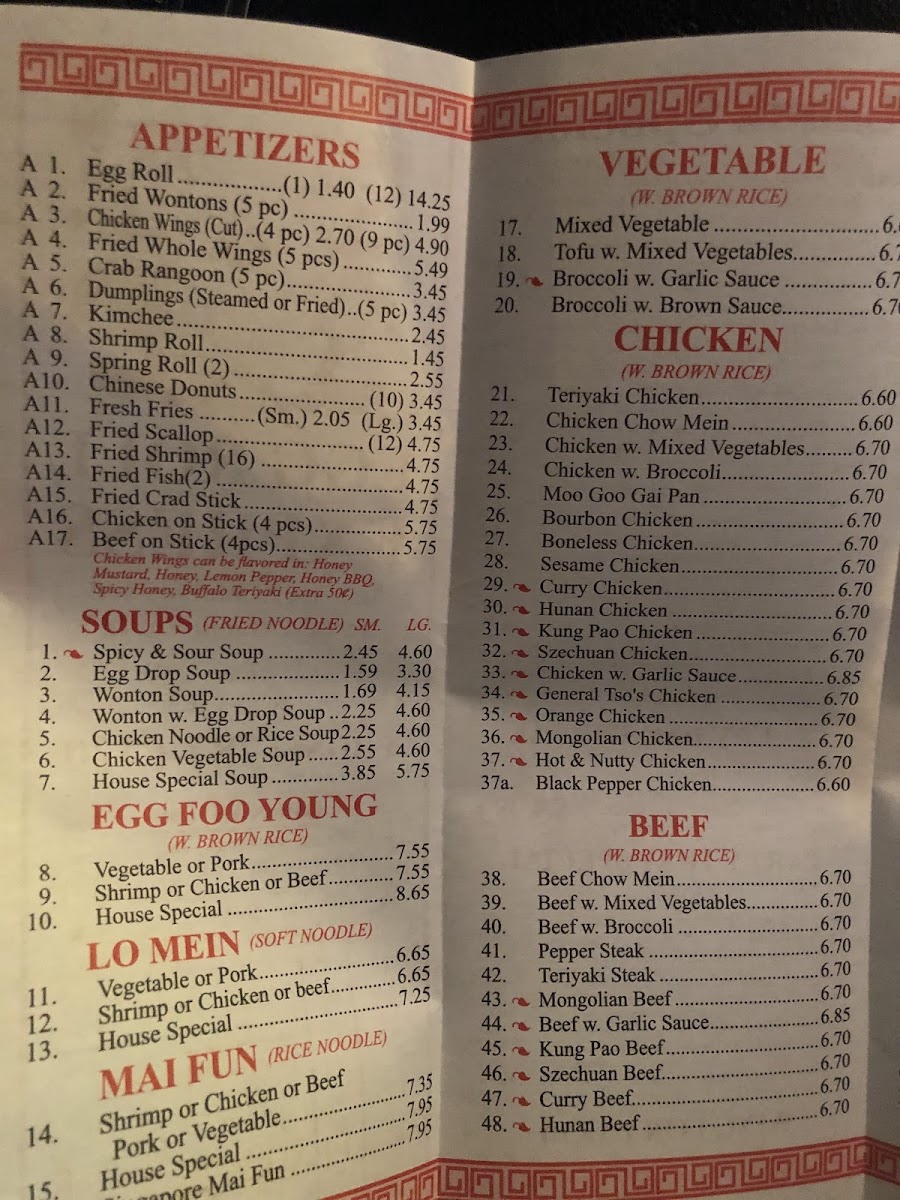 APPETIZERS
A 1. Egg Roll..................(1) 1.40 (12) 14.25
A 2. Fried Wontons (5 pc) ..................... 1.99
A 3. Chicken Wings (Cut)..(4 pc) 2.70 (9 pc) 4.90
A 4. Fried Whole Wings (5 pcs) ............5.49
A 5. Crab Rangoon (5 pc)......................3.45
A 6. Dumplings (Steamed or Fried)..(5 pc) 3.45
A 7. Kimchee..........................................2.45
A 8. Shrimp Roll.....................................1.45
A 9. Spring Roll (2)................................2.55
A10. Chinese Donuts...................... (10) 3.45
A11. Fresh Fries ..........(Sm.) 2.05 (Lg.) 3.45
A12. Fried Scallop.......................... (12) 4.75
A13. Fried Shrimp (16) .........................4.75
A14. Fried Fish(2) .................................4.75
A15. Fried Crad Stick............................4.75
A16. Chicken on Stick (4 pcs)................5.75
A17. Beef on Stick (4pcs)......................5.75
Chicken Wings can be flavored in: Honey
Mustard, Honey, Lemon Pepper, Honey BBQ,
Spicy Honey, Buffalo Teriyaki (Extra 50¢)
SOUPS (FRIED NOODLE) SM. LG.
1. Spicy & Sour Soup .............2.45 4.60
2. Egg Drop Soup ..................1.59 3.30
3. Wonton Soup......................1.69 4.15
4. Wonton w. Egg Drop Soup ..2.25 4.60
5. Chicken Noodle or Rice Soup 2.25 4.60
6. Chicken Vegetable Soup ......2.55 4.60
7. House Special Soup ............3.85 5.75
EGG FOO YOUNG
(W. BROWN RICE)
8. Vegetable or Pork...........................7.55
9. Shrimp or Chicken or Beef............7.55
10. House Special ...............................8.65
LO MEIN (SOFT NOODLE)
11. Vegetable or Pork..........................6.65
12. Shrimp or Chicken or beef.............6.65
13. House Special ...............................7.25
MAI FUN (RICE NOODLE)
14. Shrimp or Chicken or Beef
Pork or Vegetable.........................7.35
15. House Special ..............................7.95
Mai Fun ......................7.95
VEGETABLE
(W. BROWN RICE)
17. Mixed Vegetable ..............................6.
18. Tofu w. Mixed Vegetables...............6.7
19. Broccoli w. Garlic Sauce ...............6.7
20. Broccoli w. Brown Sauce...............6.70
CHICKEN
(W. BROWN RICE)
21. Teriyaki Chicken............................6.60
22. Chicken Chow Mein ......................6.60
23. Chicken w. Mixed Vegetables........6.70
24. Chicken w. Broccoli.......................6.70
25. Moo Goo Gai Pan .........................6.70
26. Bourbon Chicken ..........................6.70
27. Boneless Chicken..........................6.70
28. Sesame Chicken............................6.70
29. Curry Chicken..............................6.70
30. Hunan Chicken ............................6.70
31. Kung Pao Chicken .......................6.70
32. Szechuan Chicken........................6.70
33. Chicken w. Garlic Sauce...............6.85
34. General Tso's Chicken .................6.70
35. Orange Chicken ..........................6.70
36. Mongolian Chicken......................6.70
37. Hot & Nutty Chicken...................6.70
37a. Black Pepper Chicken..................6.60
BEEF
(W. BROWN RICE)
38. Beef Chow Mein..........................6.70
39. Beef w. Mixed Vegetables.............6.70
40. Beef w. Broccoli .........................6.70
41. Pepper Steak ..............................6.70
42. Teriyaki Steak .............................6.70
43. Mongolian Beef ..........................6.70
44. Beef w. Garlic Sauce....................6.85
45. Kung Pao Beef............................6.70
46. Szechuan Beef............................6.70
47. Curry Beef..................................6.70
48. Hunan Beef ................................6.70